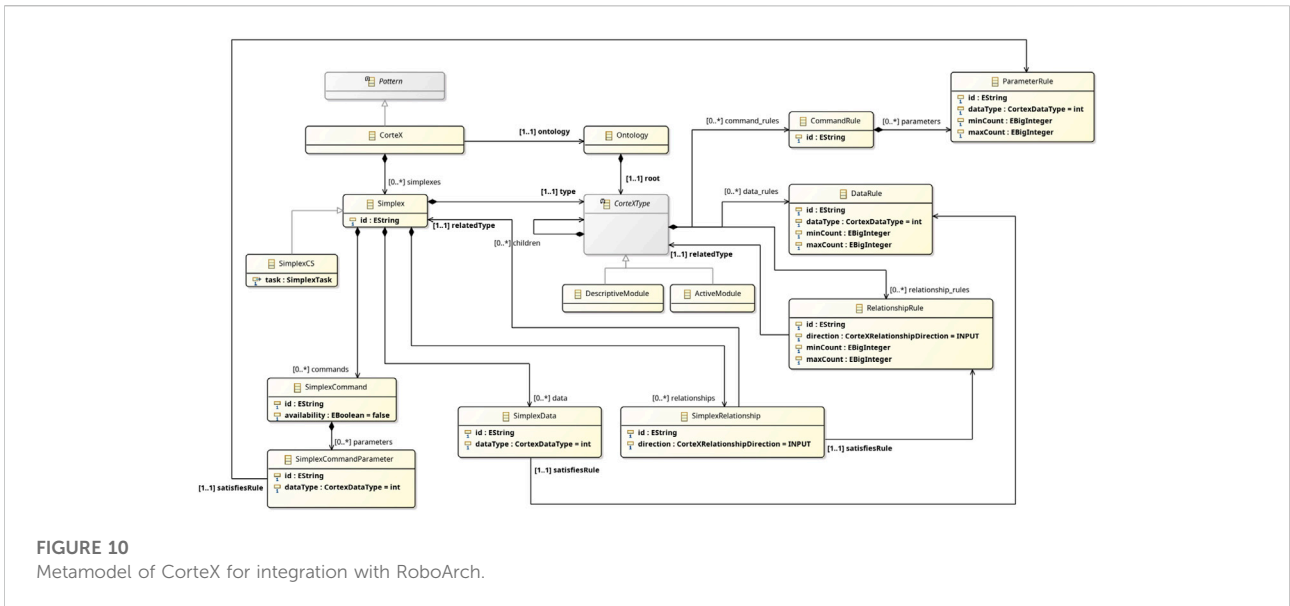 Pattern
ParameterRule
id : EString
dataType : CortexDataType = int
minCount : EBigInteger
maxCount : EBigInteger
[0..*] command_rules
CommandRule
id : EString
[0..*] parameters
CorteX
[1..1] ontology
Ontology
[0..*] simplexes
[1..1] root
Simplex
id : EString
[1..1] type
[1..1] relatedType
CorteXType
[0..*] children
[1..1] relatedType
[0..*] data_rules
DataRule
id : EString
dataType : CortexDataType = int
minCount : EBigInteger
maxCount : EBigInteger
SimplexCS
task : SimplexTask
DescriptiveModule
ActiveModule
[0..*] relationship_rules
RelationshipRule
id : EString
direction : CorteXRelationshipDirection = INPUT
minCount : EBigInteger
maxCount : EBigInteger
[0..*] commands
SimplexCommand
id : EString
availability : EBoolean = false
[0..*] parameters
SimplexCommandParameter
id : EString
dataType : CortexDataType = int
[1..1] satisfiesRule
[0..*] data
SimplexData
id : EString
dataType : CortexDataType = int
[1..1] satisfiesRule
[0..*] relationships
SimplexRelationship
id : EString
direction : CorteXRelationshipDirection = INPUT
[1..1] satisfiesRule
FIGURE 10
Metamodel of CorteX for integration with RoboArch.